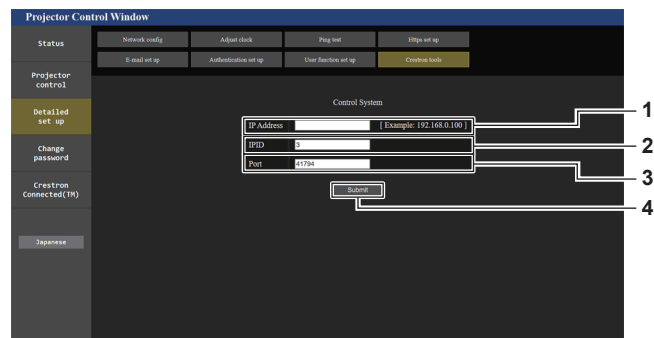 Projector Control Window
Status
Network config
Adjust clock
Ping test
Https set up
E-mail set up
Authentication set up
User function set up
Crestron tools
Projector
control
Detailed
set up
Change
password
Crestron
Connected(TM)
Japanese
Control System
IP Address
[ Example: 192.168.0.100 ]
IPID
3
Port
41794
Submit
1
2
3
4